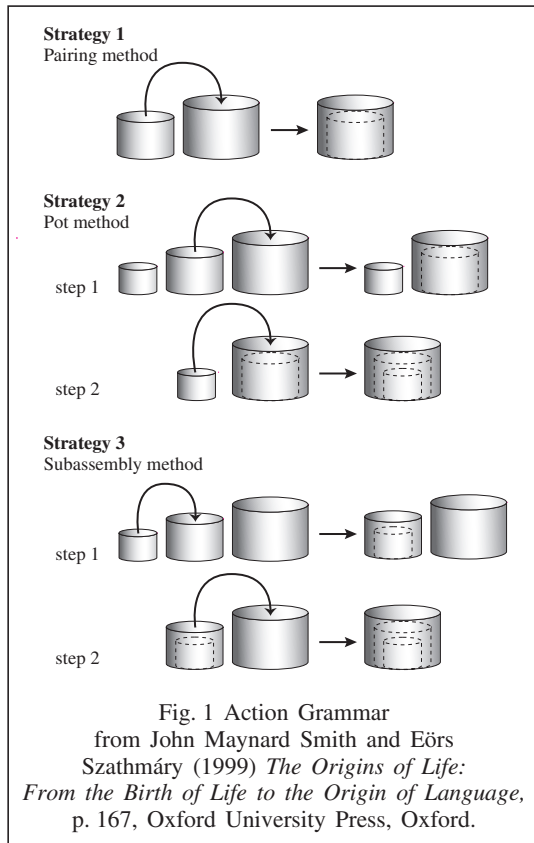 Strategy 1
Pairing method
Strategy 2
Pot method
step 1
step 2
Strategy 3
Subassembly method
step 1
step 2
Fig. 1 Action Grammar
from John Maynard Smith and Eörs
Szathmáry (1999) The Origins of Life:
From the Birth of Life to the Origin of Language,
p. 167, Oxford University Press, Oxford.